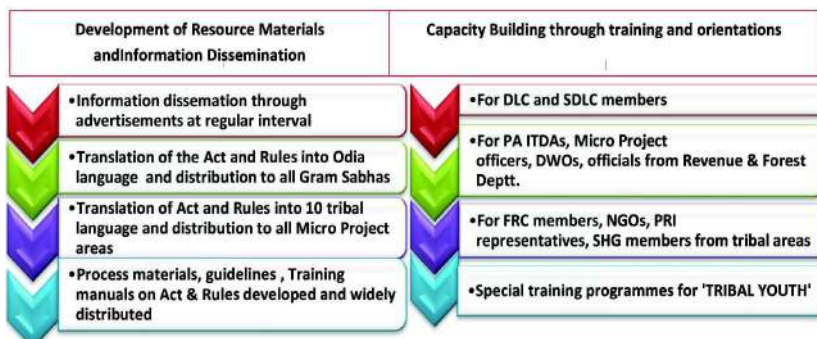 Development of Resource Materials
andInformation Dissemination
•Information dissemation through
advertisements at regular interval
•Translation of the Act and Rules into Odia
language and distribution to all Gram Sabhas
•Translation of Act and Rules into 10 tribal
language and distribution to all Micro Project
areas
•Process materials, guidelines , Training
manuals on Act & Rules developed and widely
distributed
Capacity Building through training and orientations
•For DLC and SDLC members
•For PA ITDAs, Micro Project
officers, DWOs, officials from Revenue & Forest
Deptt.
•For FRC members, NGOs, PRI
representatives, SHG members from tribal areas
•Special training programmes for 'TRIBAL YOUTH'